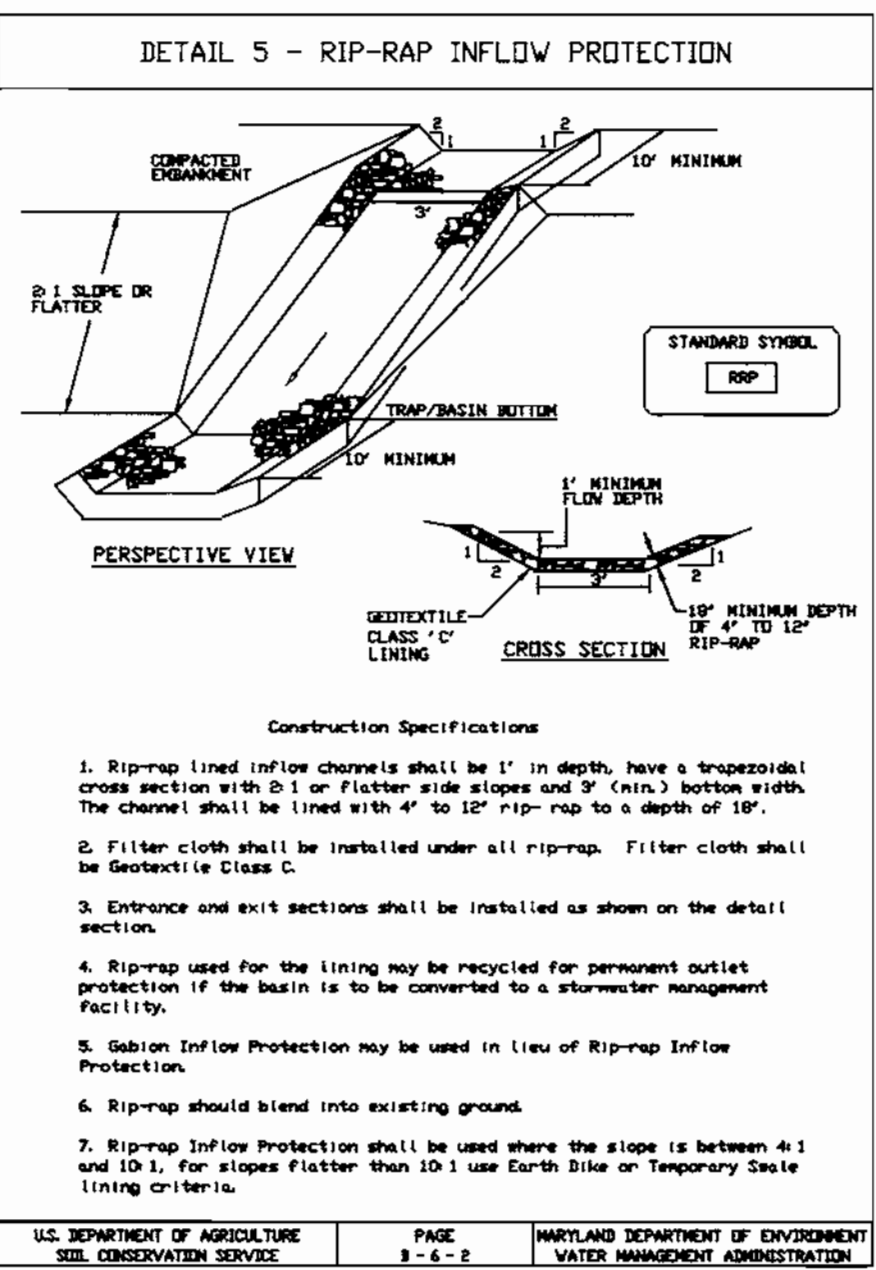 DETAIL 5 - RIP-RAP INFLOW PROTECTION
2
1
1
2
COMPACTED
EMBANKMENT
10' MINIMUM
3'
2:1 SLOPE OR
FLATTER
STANDARD SYMBOL
RRP
TRAP/BASIN BOTTOM
10' MINIMUM
1' MINIMUM
FLOW DEPTH
PERSPECTIVE VIEW
1
2
3'
2
1
GEOTEXTILE
CLASS 'C'
LINING
CROSS SECTION
18" MINIMUM DEPTH
OF 4" TO 12"
RIP-RAP
Construction Specifications
1. Rip-rap lined inflow channels shall be 1' in depth, have a trapezoidal
cross section with 2:1 or flatter side slopes and 3' (min.) bottom width.
The channel shall be lined with 4" to 12" rip- rap to a depth of 18".
2. Filter cloth shall be installed under all rip-rap. Filter cloth shall
be Geotextile Class C.
3. Entrance and exit sections shall be installed as shown on the detail
section.
4. Rip-rap used for the lining may be recycled for permanent outlet
protection if the basin is to be converted to a stormwater management
facility.
5. Gabion Inflow Protection may be used in lieu of Rip-rap Inflow
Protection.
6. Rip-rap should blend into existing ground.
7. Rip-rap Inflow Protection shall be used where the slope is between 4:1
and 10:1, for slopes flatter than 10:1 use Earth Dike or Temporary Swale
lining criteria.
U.S. DEPARTMENT OF AGRICULTURE
SOIL CONSERVATION SERVICE
PAGE
B - 6 - 2
MARYLAND DEPARTMENT OF ENVIRONMENT
WATER MANAGEMENT ADMINISTRATION